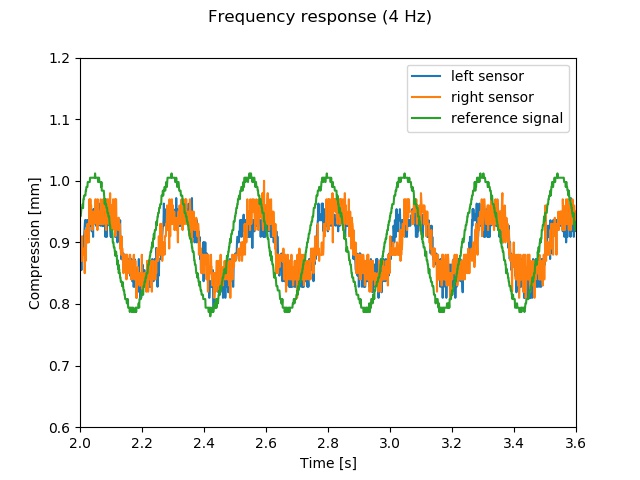 Frequency response (4 Hz)
left sensor
right sensor
reference signal
1.2
1.1
1.0
0.9
0.8
0.7
0.6
Compression [mm]
2.0 2.2 2.4 2.6 2.8 3.0 3.2 3.4 3.6
Time [s]